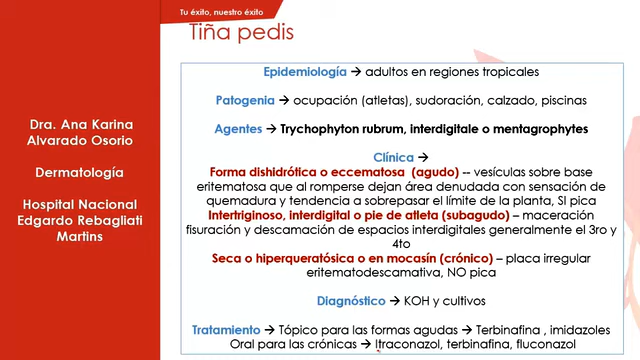 Tu éxito, nuestro éxito
Tiña pedis
Dra. Ana Karina
Alvarado Osorio
Dermatología
Hospital Nacional
Edgardo Rebagliati
Martins
Epidemiología → adultos en regiones tropicales
Patogenia → ocupación (atletas), sudoración, calzado, piscinas
Agentes → Trychophyton rubrum, interdigitale o mentagrophytes
Clínica →
Forma dishidrótica o eccematosa (agudo) -- vesículas sobre base
eritematosa que al romperse dejan área denudada con sensación de
quemadura y tendencia a sobrepasar el límite de la planta, SI pica
Intertriginoso, interdigital o pie de atleta (subagudo) – maceración
fisuración y descamación de espacios interdigitales generalmente el 3ro y
4to
Seca o hiperqueratósica o en mocasín (crónico) – placa irregular
eritematodescamativa, NO pica
Diagnóstico → KOH y cultivos
Tratamiento → Tópico para las formas agudas → Terbinafina , imidazoles
Oral para las crónicas → Itraconazol, terbinafina, fluconazol